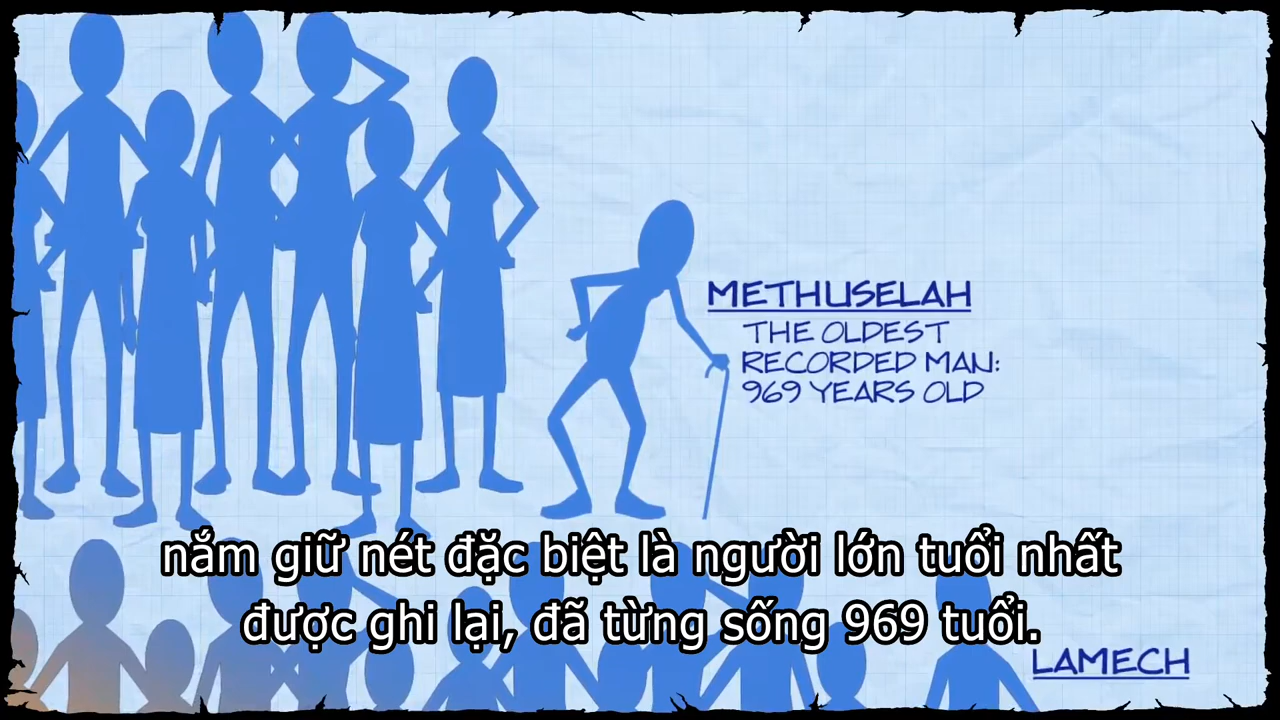 METHUSELAH
THE OLDEST
RECORDED MAN:
969 YEARS OLD
nắm giữ nét đặc biệt là người lớn tuổi nhất
được ghi lại, đã từng sống 969 tuổi.
LAMECH